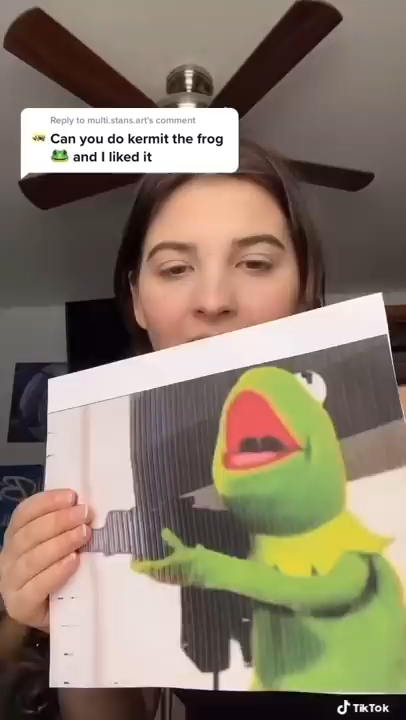 Reply to multi.stans.art's comment
Can you do kermit the frog
🐸 and I liked it
TikTok